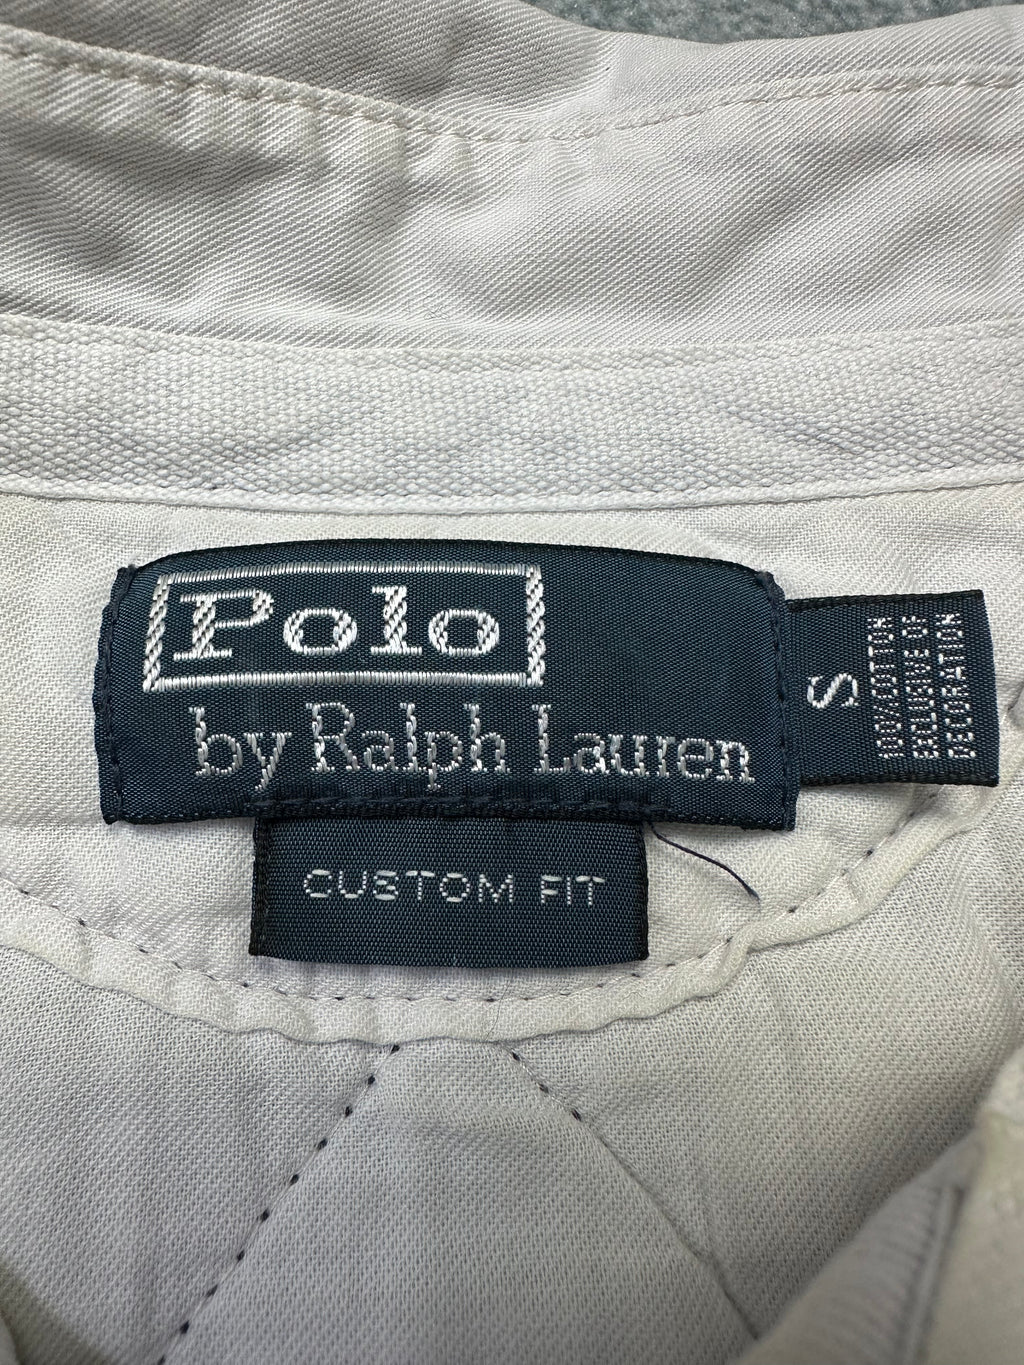 Polo
by Ralph Lauren
S
100% COTTON
EXCLUSIVE OF
DECORATION
CUSTOM FIT